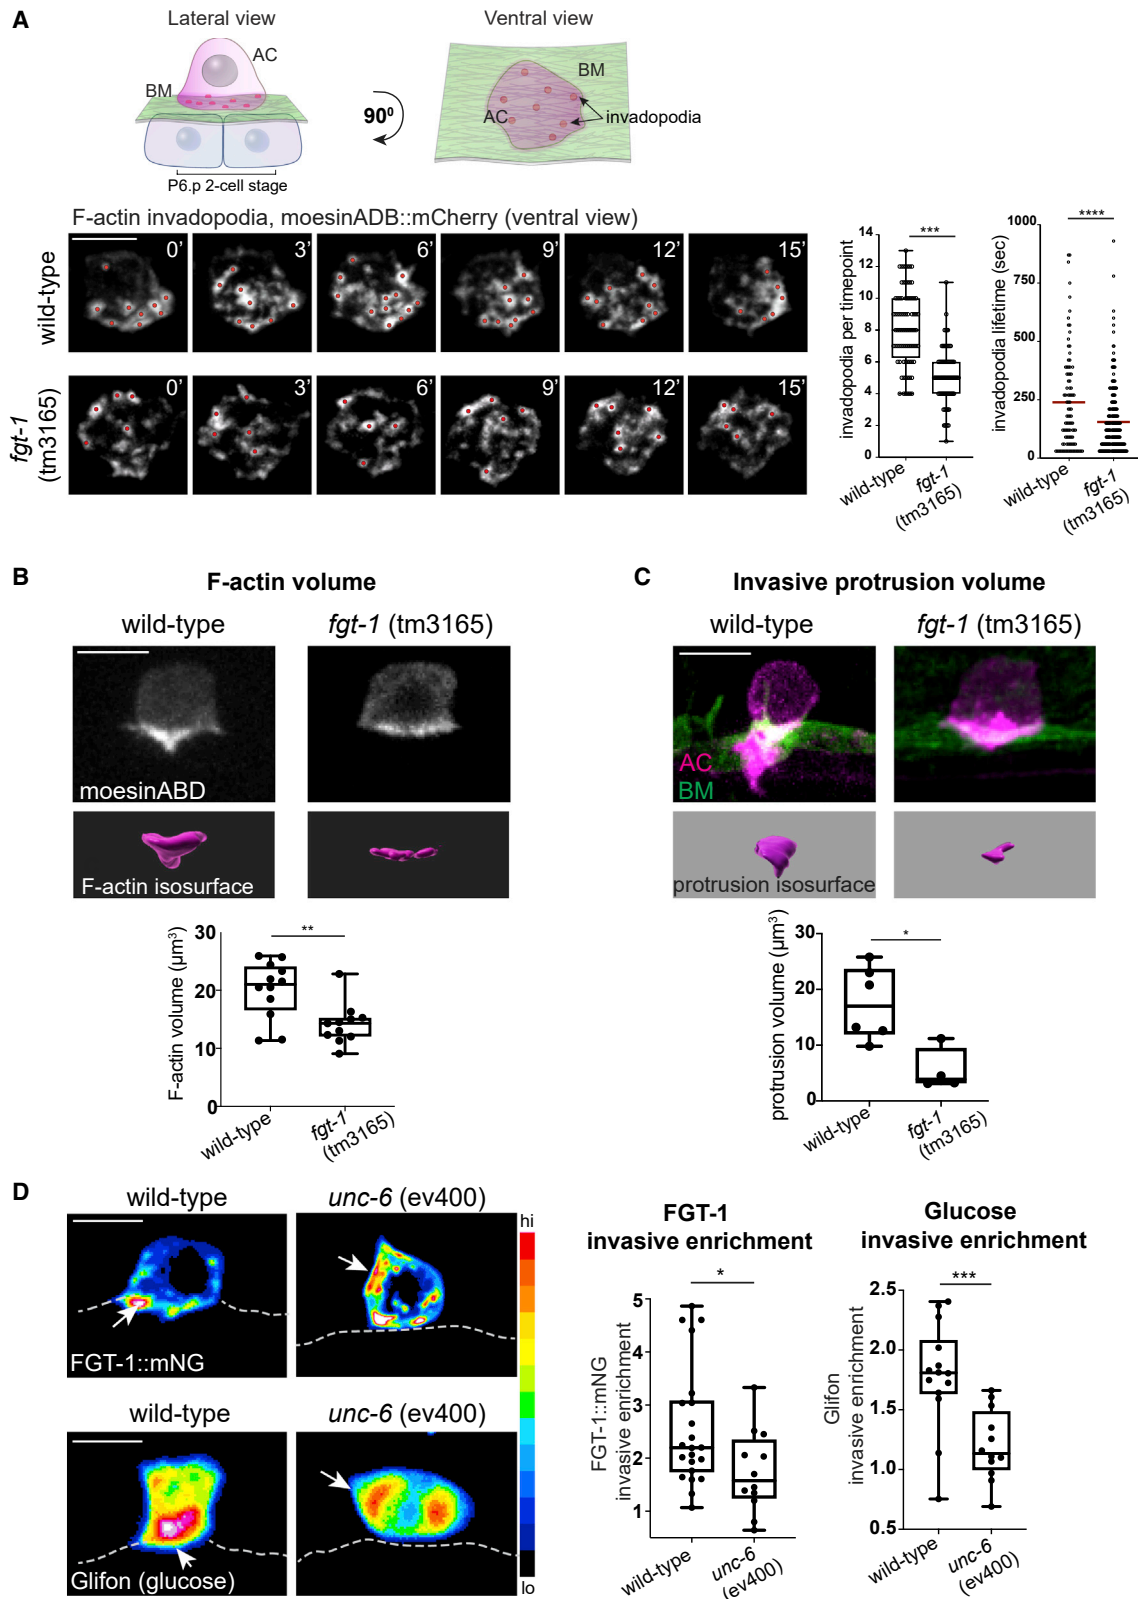 A
Lateral view
Ventral view
AC
BM
90⁰
BM
AC
invadopodia
P6.p 2-cell stage
F-actin invadopodia, moesinADB::mCherry (ventral view)
wild-type
0’ 3’ 6’ 9’ 12’ 15’
fgt-1
(tm3165)
0’ 3’ 6’ 9’ 12’ 15’
invadopodia per timepoint
14
12
10
8
6
4
2
0
***
wild-type
fgt-1
(tm3165)
invadopodia lifetime (sec)
1000
750
500
250
0
****
wild-type
fgt-1
(tm3165)
B
F-actin volume
wild-type
fgt-1 (tm3165)
moesinABD
F-actin isosurface
F-actin volume (µm³)
30
20
10
0
**
wild-type
fgt-1
(tm3165)
C
Invasive protrusion volume
wild-type
fgt-1 (tm3165)
AC
BM
protrusion isosurface
protrusion volume (µm³)
30
20
10
0
*
wild-type
fgt-1
(tm3165)
D
wild-type
unc-6 (ev400)
FGT-1::mNG
wild-type
unc-6 (ev400)
Glifon (glucose)
hi
lo
FGT-1
invasive enrichment
FGT-1::mNG
invasive enrichment
5
4
3
2
1
*
wild-type
unc-6
(ev400)
Glucose
invasive enrichment
Glifon
invasive enrichment
2.5
2.0
1.5
1.0
0.5
***
wild-type
unc-6
(ev400)